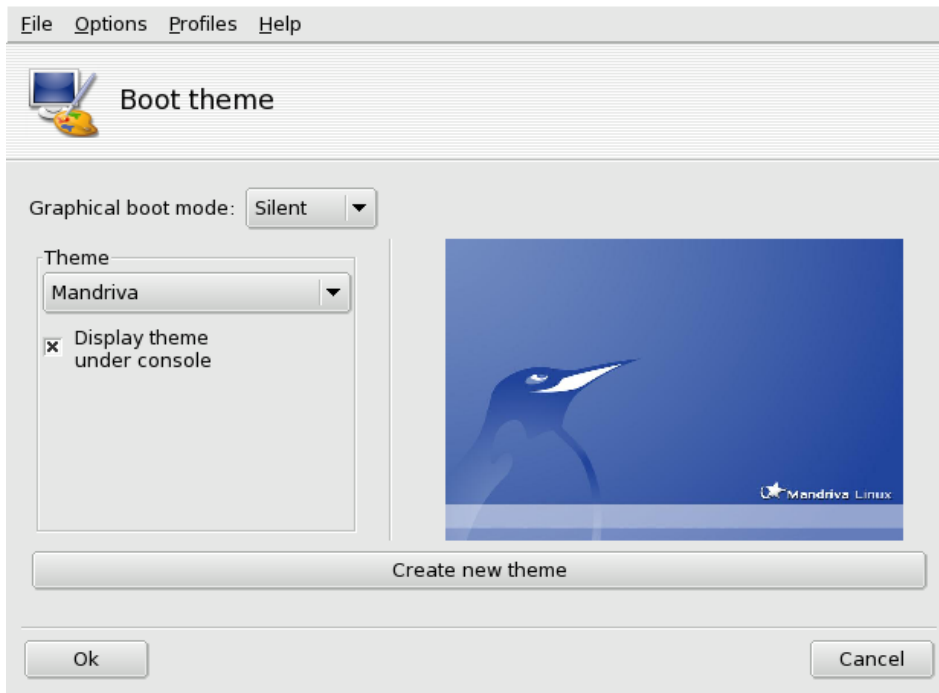 File Options Profiles Help
Boot theme
Graphical boot mode: Silent
Theme
Mandriva
Display theme
under console
Mandriva Linux
Create new theme
Ok Cancel